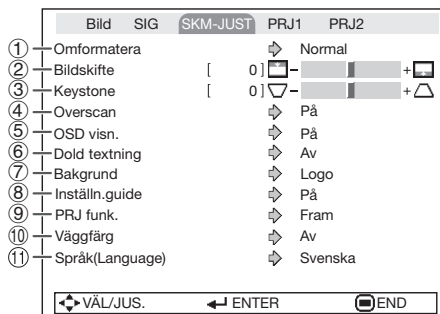 Bild SIG SKM-JUST PRJ1 PRJ2
① Omformatera Normal
② Bildskifte [ 0 ] - +
③ Keystone [ 0 ] - +
④ Overscan På
⑤ OSD visn. På
⑥ Dold textning Av
⑦ Bakgrund Logo
⑧ Inställn.guide På
⑨ PRJ funk. Fram
⑩ Väggfärg Av
⑪ Språk(Language) Svenska
VÄL/JUS. ENTER END